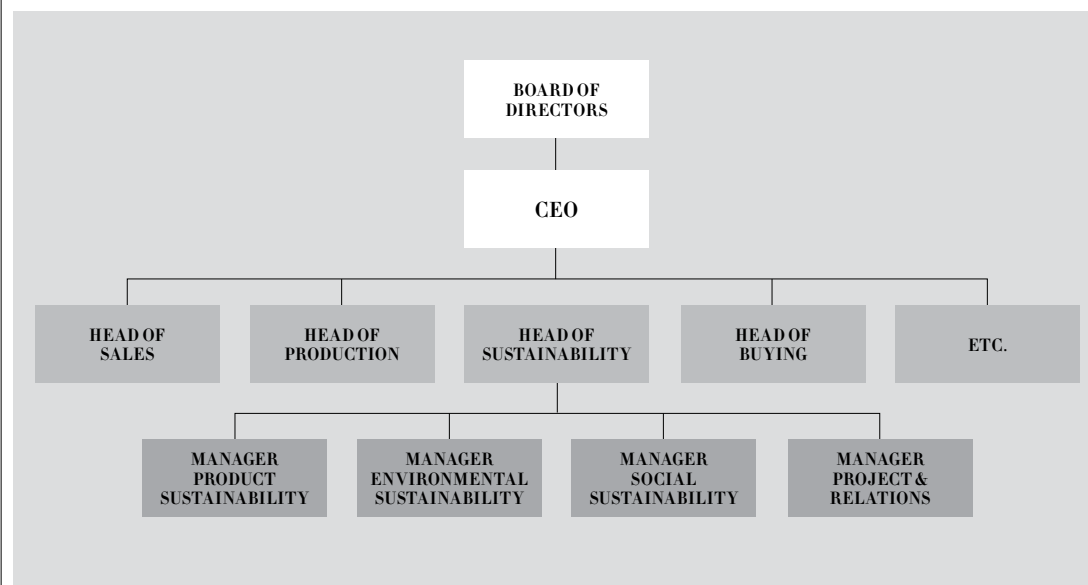 BOARD OF
DIRECTORS
CEO
HEAD OF
SALES
HEAD OF
PRODUCTION
HEAD OF
SUSTAINABILITY
HEAD OF
BUYING
ETC.
MANAGER
PRODUCT
SUSTAINABILITY
MANAGER
ENVIRONMENTAL
SUSTAINABILITY
MANAGER
SOCIAL
SUSTAINABILITY
MANAGER
PROJECT &
RELATIONS